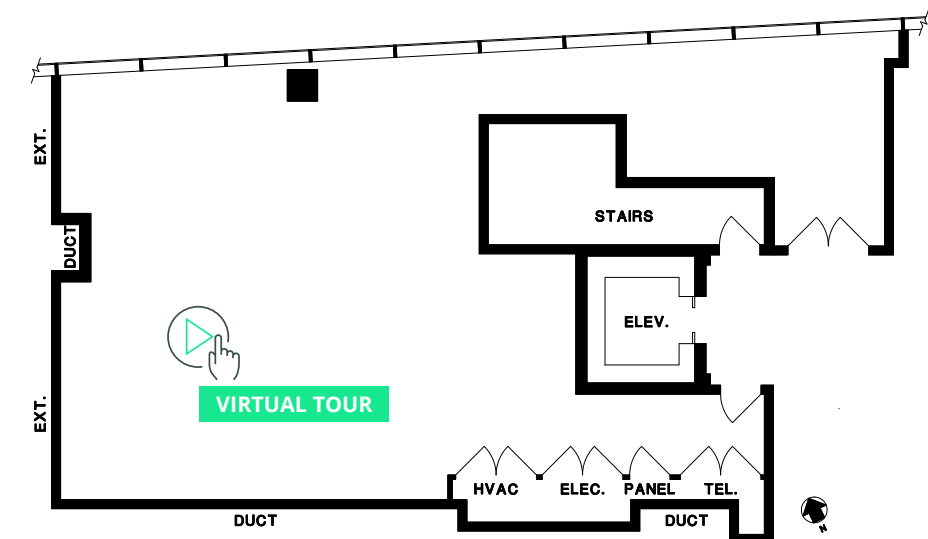 EXT.
DUCT
STAIRS
ELEV.
VIRTUAL TOUR
EXT.
HVAC
ELEC.
PANEL
TEL.
DUCT
DUCT
N